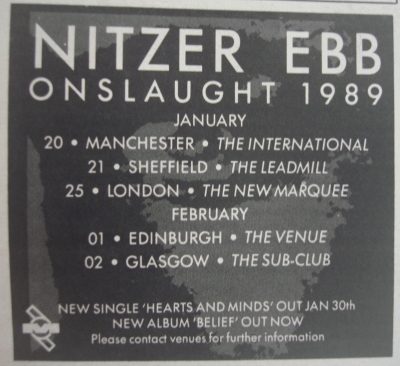 NITZER EBB
ONSLAUGHT 1989
JANUARY
20 • MANCHESTER • THE INTERNATIONAL
21 • SHEFFIELD • THE LEADMILL
25 • LONDON • THE NEW MARQUEE
FEBRUARY
01 • EDINBURGH • THE VENUE
02 • GLASGOW • THE SUB-CLUB
NEW SINGLE 'HEARTS AND MINDS' OUT JAN 30th
NEW ALBUM 'BELIEF' OUT NOW
Please contact venues for further information